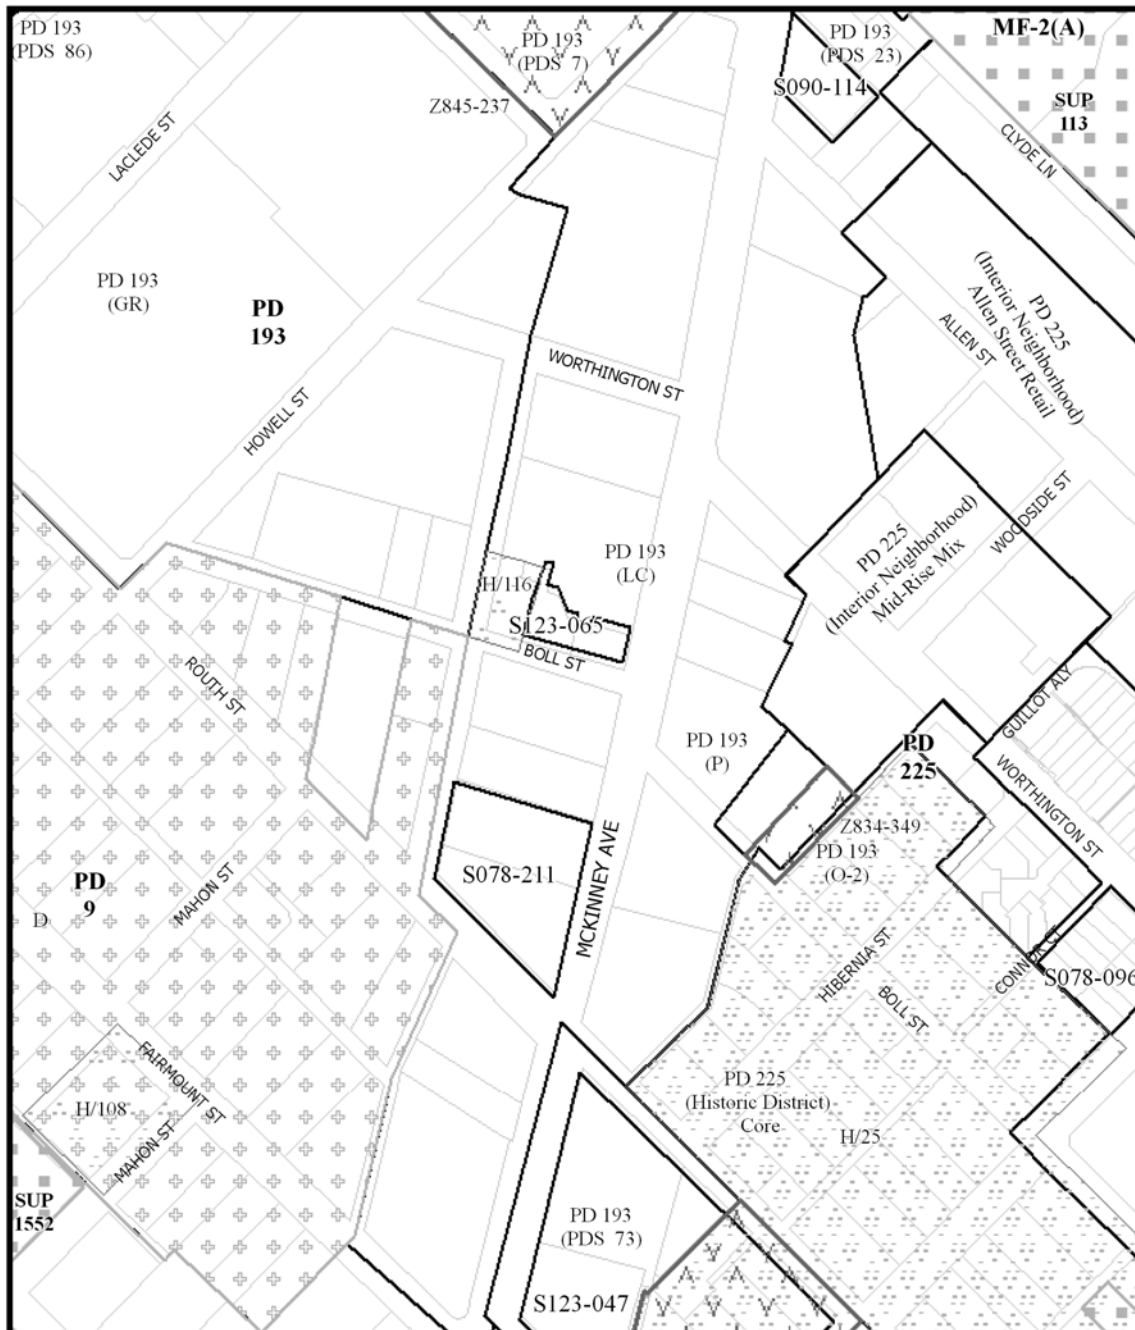 PD 193
(PDS 86)
PD 193
(PDS 7)
PD 193
(PDS 23)
MF-2(A)
S090-114
SUP
113
Z845-237
CLYDE LN
LACLEDE ST
PD 193
(GR)
PD
193
PD 225
(Interior Neighborhood)
Allen Street Retail
ALLEN ST
WORTHINGTON ST
HOWELL ST
WOODSIDE ST
PD 225
(Interior Neighborhood)
Mid-Rise Mix
PD 193
(LC)
H/116
S123-065
BOLL ST
ROUTH ST
GUILLOT ALY
PD 193
(P)
PD
225
WORTHINGTON ST
Z834-349
PD 193
(O-2)
MCKINNEY AVE
S078-211
PD
9
D
MAHON ST
HIBERNIA ST
BOLL ST
CONNOR CT
S078-096
FAIRMOUNT ST
H/108
MAHON ST
PD 225
(Historic District)
Core
H/25
SUP
1552
PD 193
(PDS 73)
S123-047